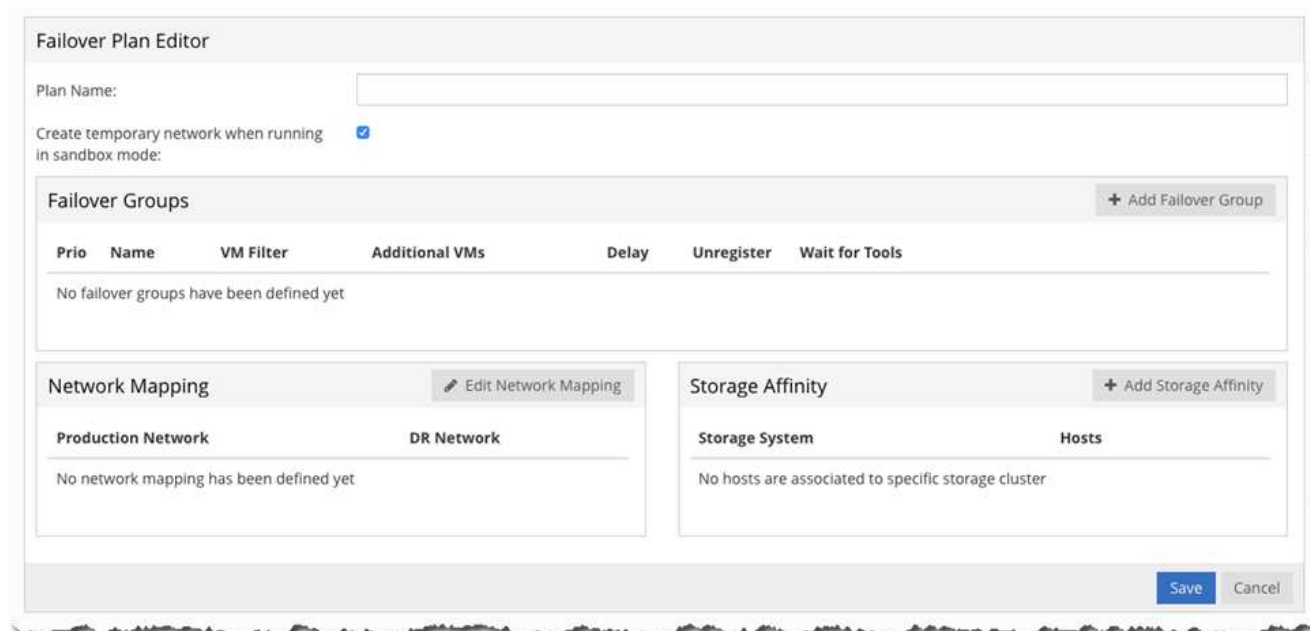 Failover Plan Editor
Plan Name:
Create temporary network when running
in sandbox mode:
Failover Groups
+ Add Failover Group
Prio Name VM Filter Additional VMs Delay Unregister Wait for Tools
No failover groups have been defined yet
Network Mapping
Edit Network Mapping
Production Network DR Network
No network mapping has been defined yet
Storage Affinity
+ Add Storage Affinity
Storage System Hosts
No hosts are associated to specific storage cluster
Save Cancel